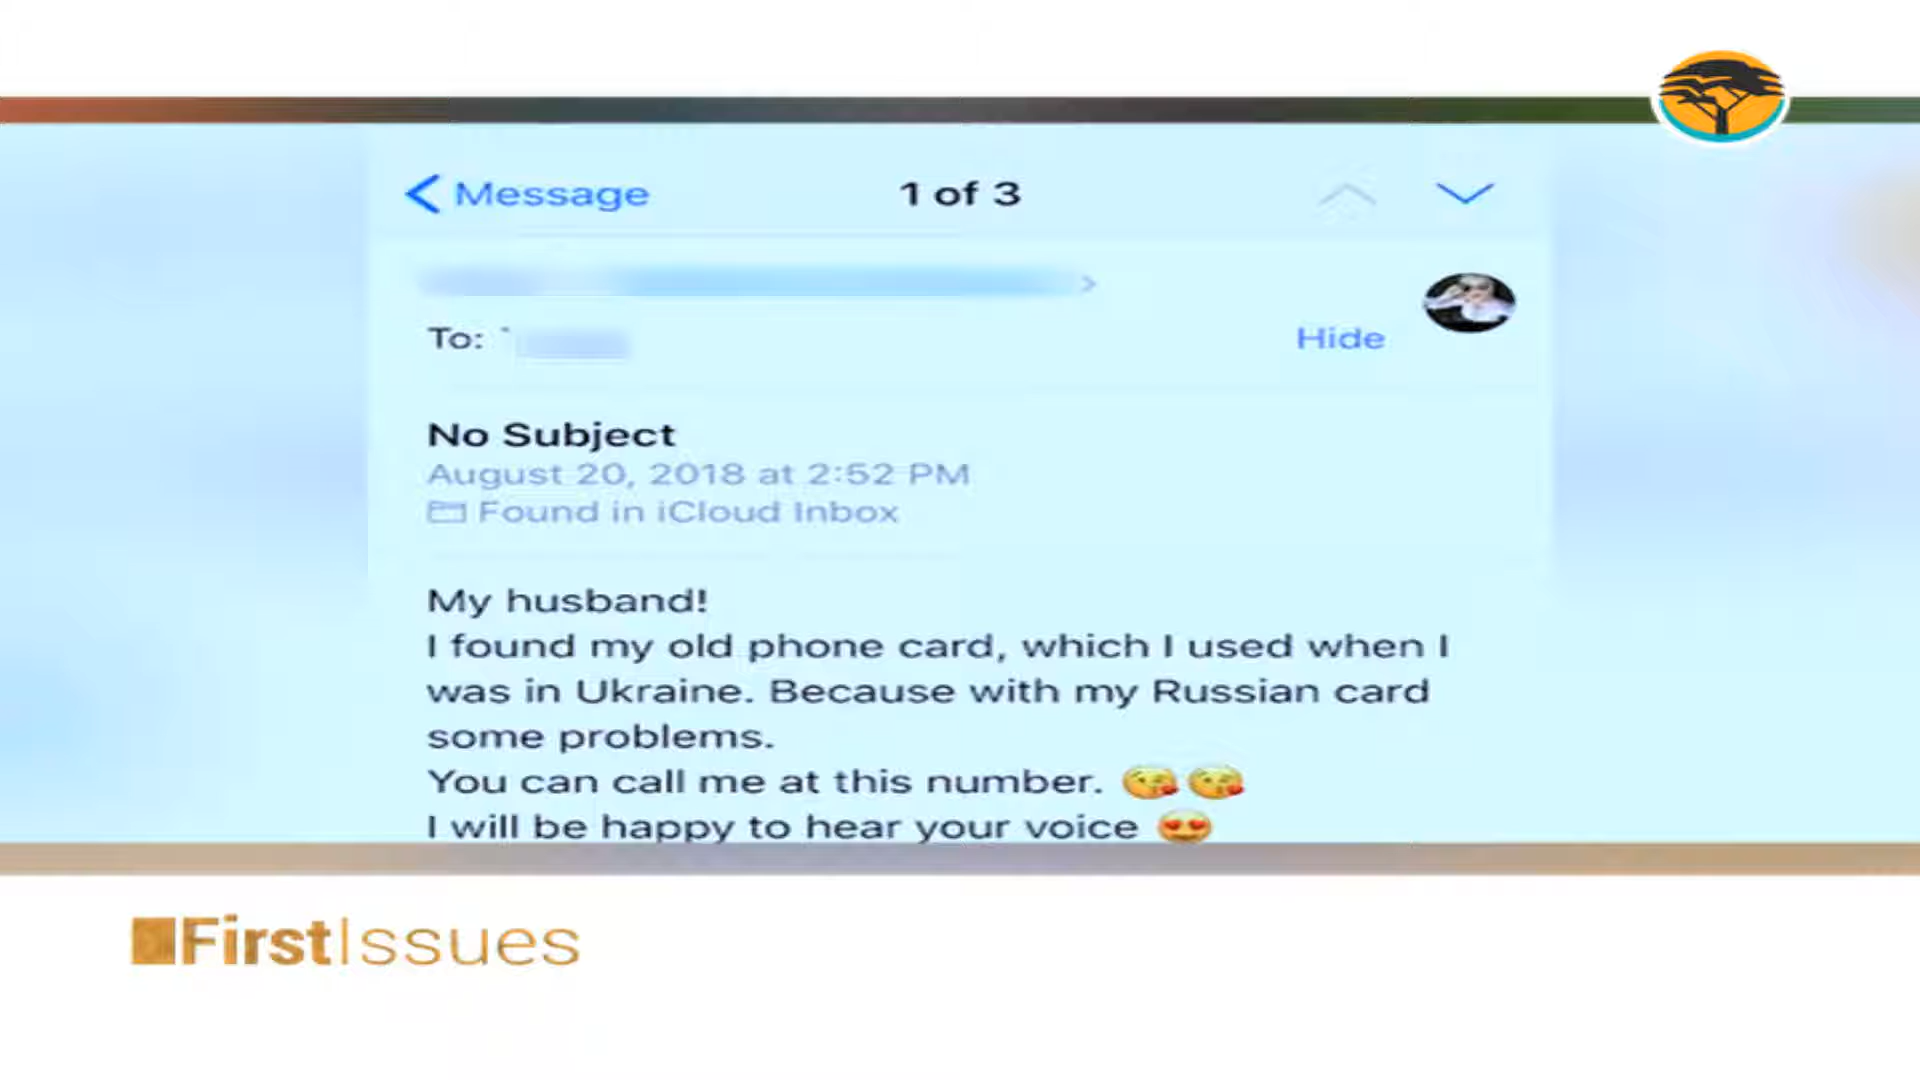 Message
1 of 3
To:
Hide
No Subject
August 20, 2018 at 2:52 PM
Found in iCloud Inbox
My husband!
I found my old phone card, which I used when I
was in Ukraine. Because with my Russian card
some problems.
You can call me at this number. 😘😘
I will be happy to hear your voice 😍
First|Issues